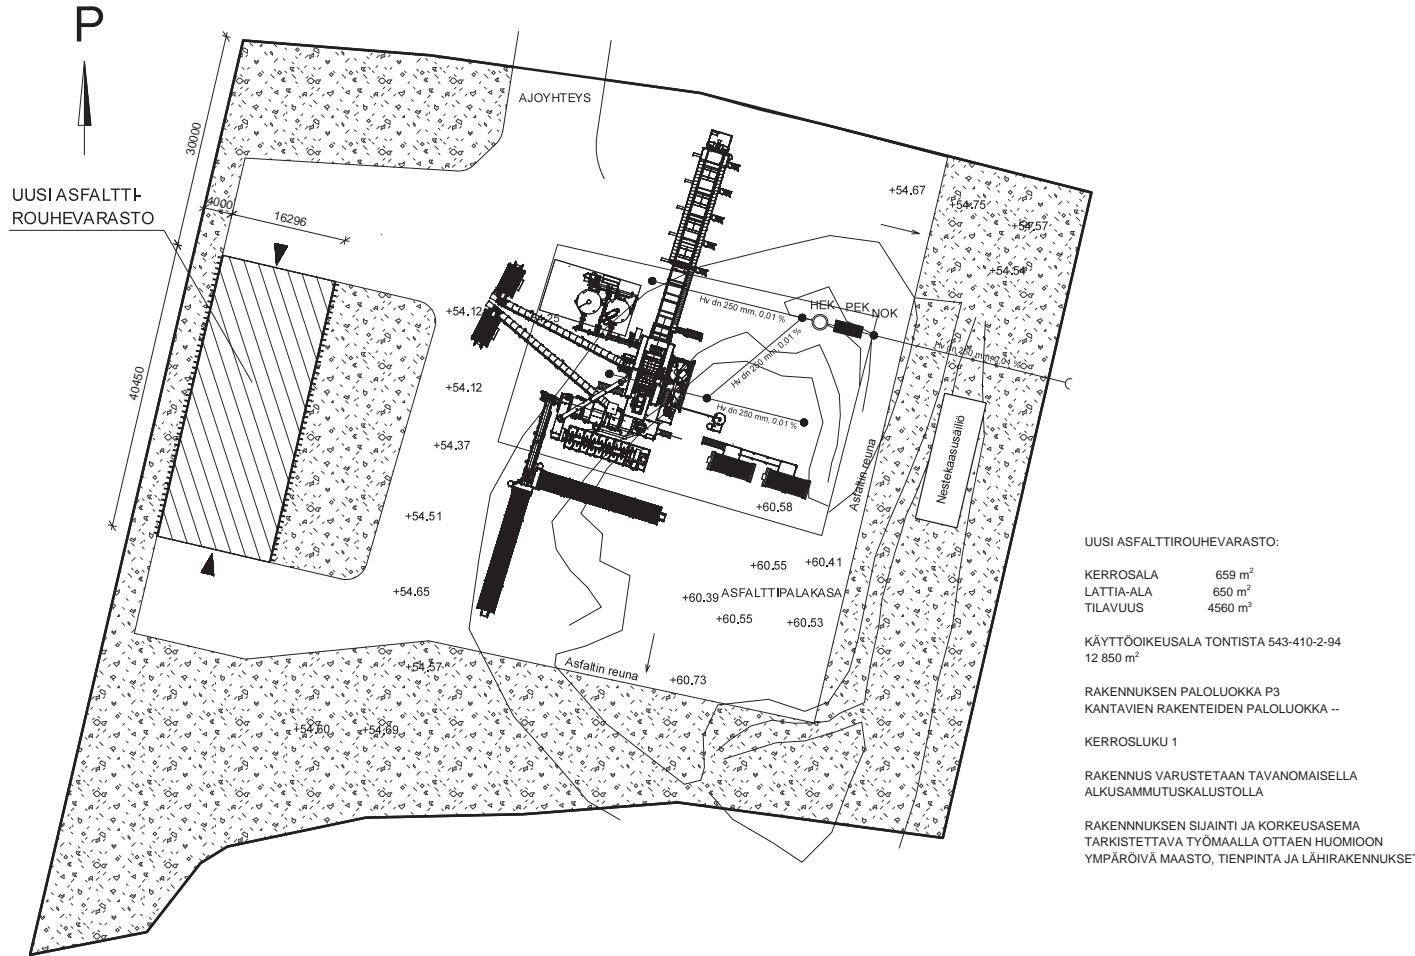 P
AJOYHTEYS
30000
UUSI ASFALTTI-
ROUHEVARASTO
4000
16296
40450
+54.67
+54.75
+54.57
+54.54
HEK
PEK
NOK
Hv dn 250 mm, 0,01 %
Hv dn 250 mm, 0,01 %
Hv dn 250 mm, 0,01 %
Hv dn 250 mm, 0,01 %
+54.12
+54.12
+54.37
+54.51
+54.65
+54.57
+54.60
+54.69
Asfaltin reuna
Nestekaasusäiliö
+60.58
+60.55
+60.41
+60.39
ASFALTTIPALAKASA
+60.55
+60.53
Asfaltin reuna
+60.73
UUSI ASFALTTIROUHEVARASTO:
KERROSALA 659 m²
LATTIA-ALA 650 m²
TILAVUUS 4560 m³
KÄYTTÖOIKEUSALA TONTISTA 543-410-2-94
12 850 m²
RAKENNUKSEN PALOLUOKKA P3
KANTAVIEN RAKENTEIDEN PALOLUOKKA --
KERROSLUKU 1
RAKENNUS VARUSTETAAN TAVANOMAISELLA
ALKUSAMMUTUSKALUSTOLLA
RAKENNNUKSEN SIJAINTI JA KORKEUSASEMA
TARKISTETTAVA TYÖMAALLA OTTAEN HUOMIOON
YMPÄRÖIVÄ MAASTO, TIENPINTA JA LÄHIRAKENNUKSET